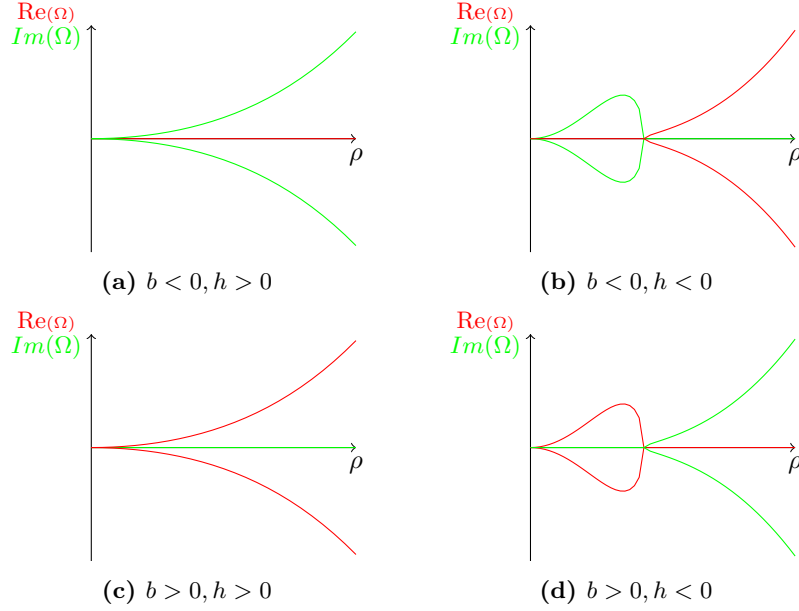 Re(Ω)
Im(Ω)
ρ
(a) b < 0, h > 0
Re(Ω)
Im(Ω)
ρ
(b) b < 0, h < 0
Re(Ω)
Im(Ω)
ρ
(c) b > 0, h > 0
Re(Ω)
Im(Ω)
ρ
(d) b > 0, h < 0